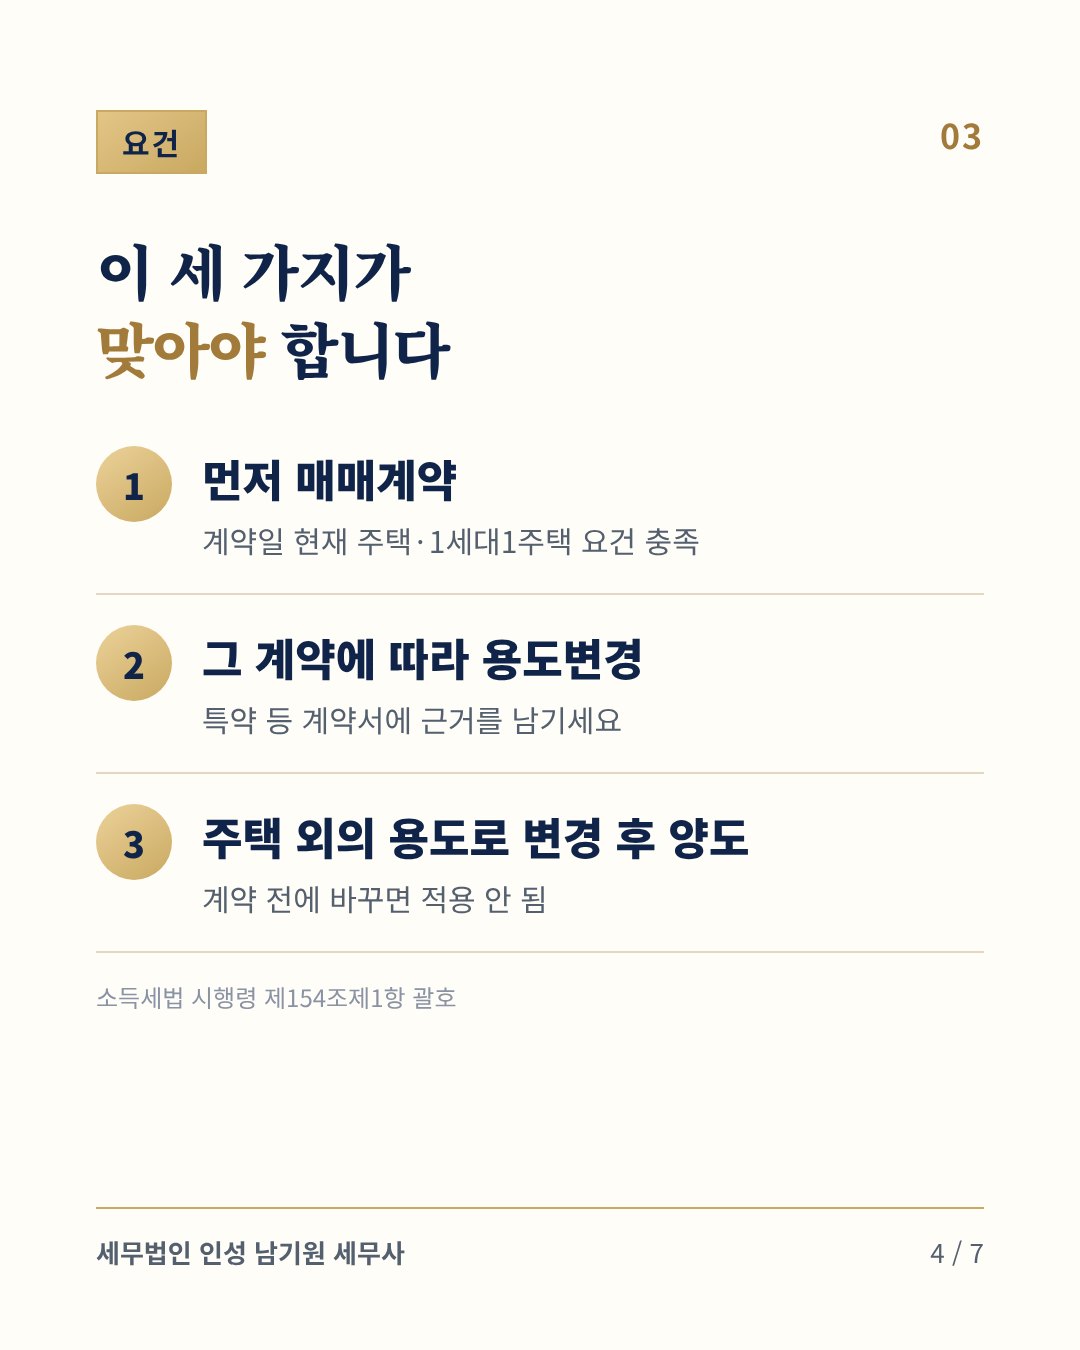 요건
03
이 세 가지가
맞아야 합니다
1
먼저 매매계약
계약일 현재 주택·1세대1주택 요건 충족
2
그 계약에 따라 용도변경
특약 등 계약서에 근거를 남기세요
3
주택 외의 용도로 변경 후 양도
계약 전에 바꾸면 적용 안 됨
소득세법 시행령 제154조제1항 괄호
세무법인 인성 남기원 세무사
4 / 7